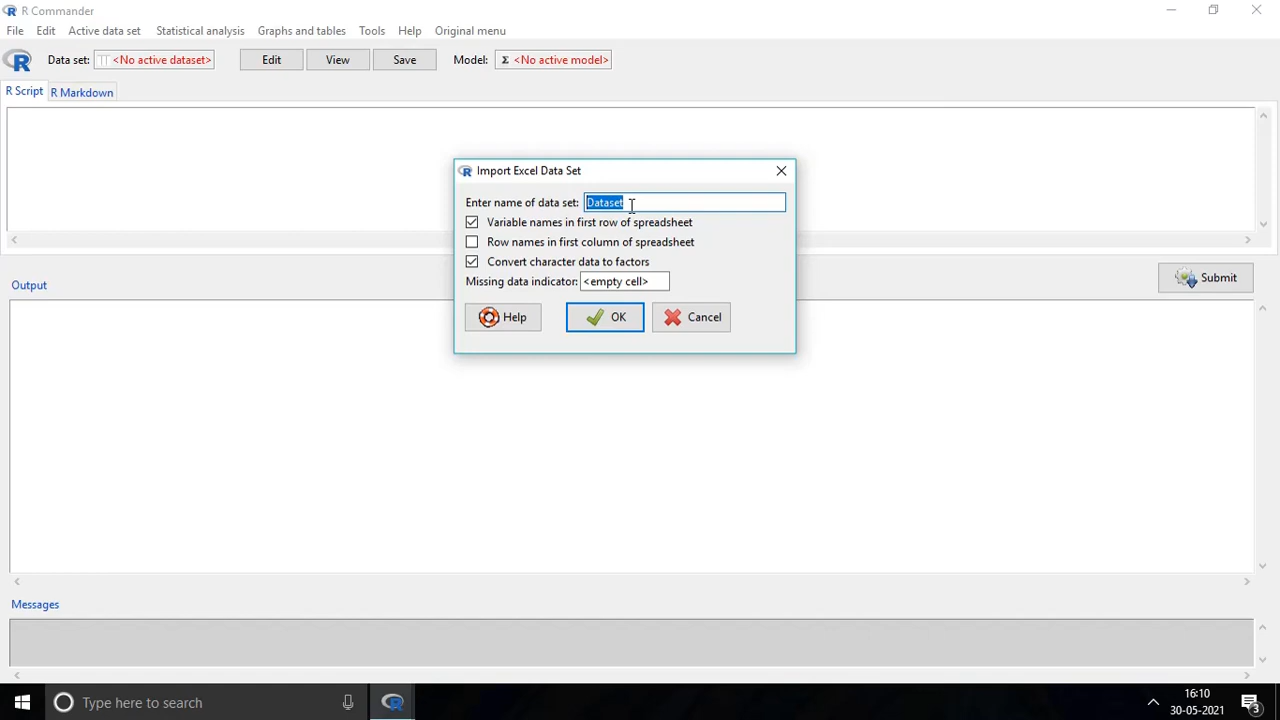 R Commander
File Edit Active data set Statistical analysis Graphs and tables Tools Help Original menu
Data set: <No active dataset> Edit View Save Model: Σ <No active model>
R Script R Markdown
Import Excel Data Set
Enter name of data set: Dataset
Variable names in first row of spreadsheet
Row names in first column of spreadsheet
Convert character data to factors
Missing data indicator: <empty cell>
Help OK Cancel
Submit
Output
Messages
Type here to search
16:10
30-05-2021
3